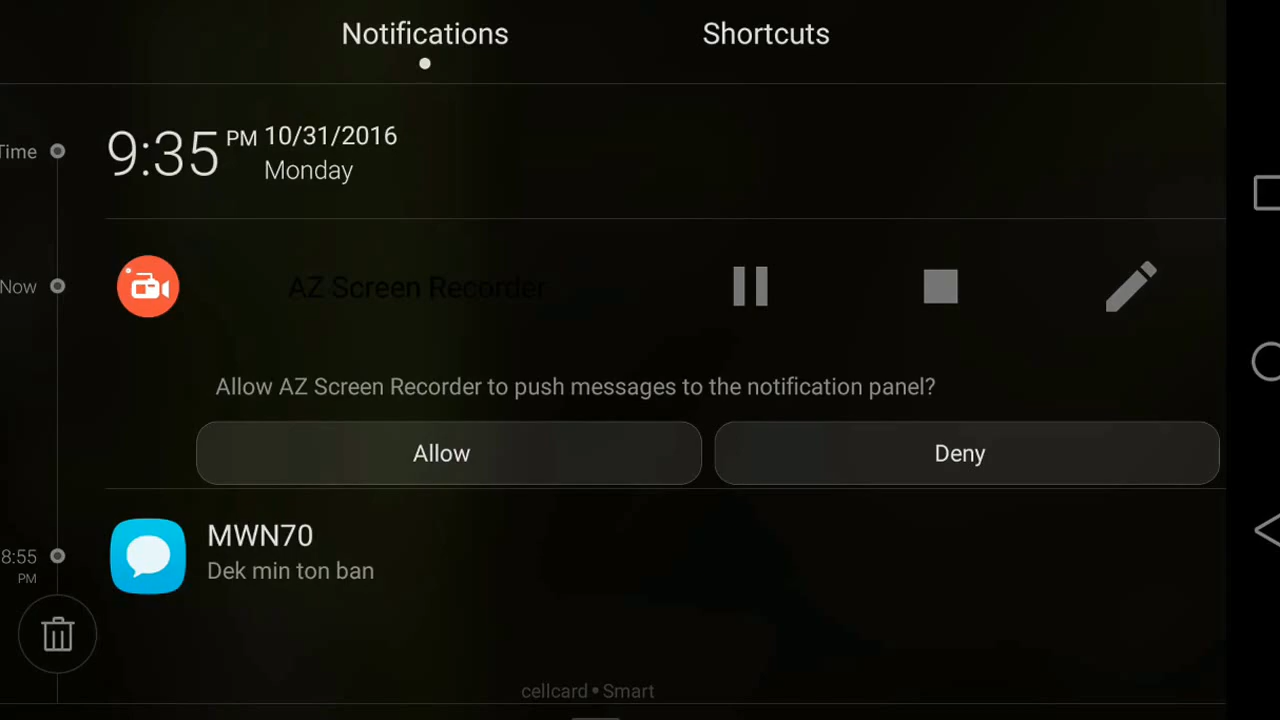 Notifications
Shortcuts
Time
9:35 PM 10/31/2016
Monday
Now
AZ Screen Recorder
Allow AZ Screen Recorder to push messages to the notification panel?
Allow
Deny
8:55
PM
MWN70
Dek min ton ban
cellcard • Smart